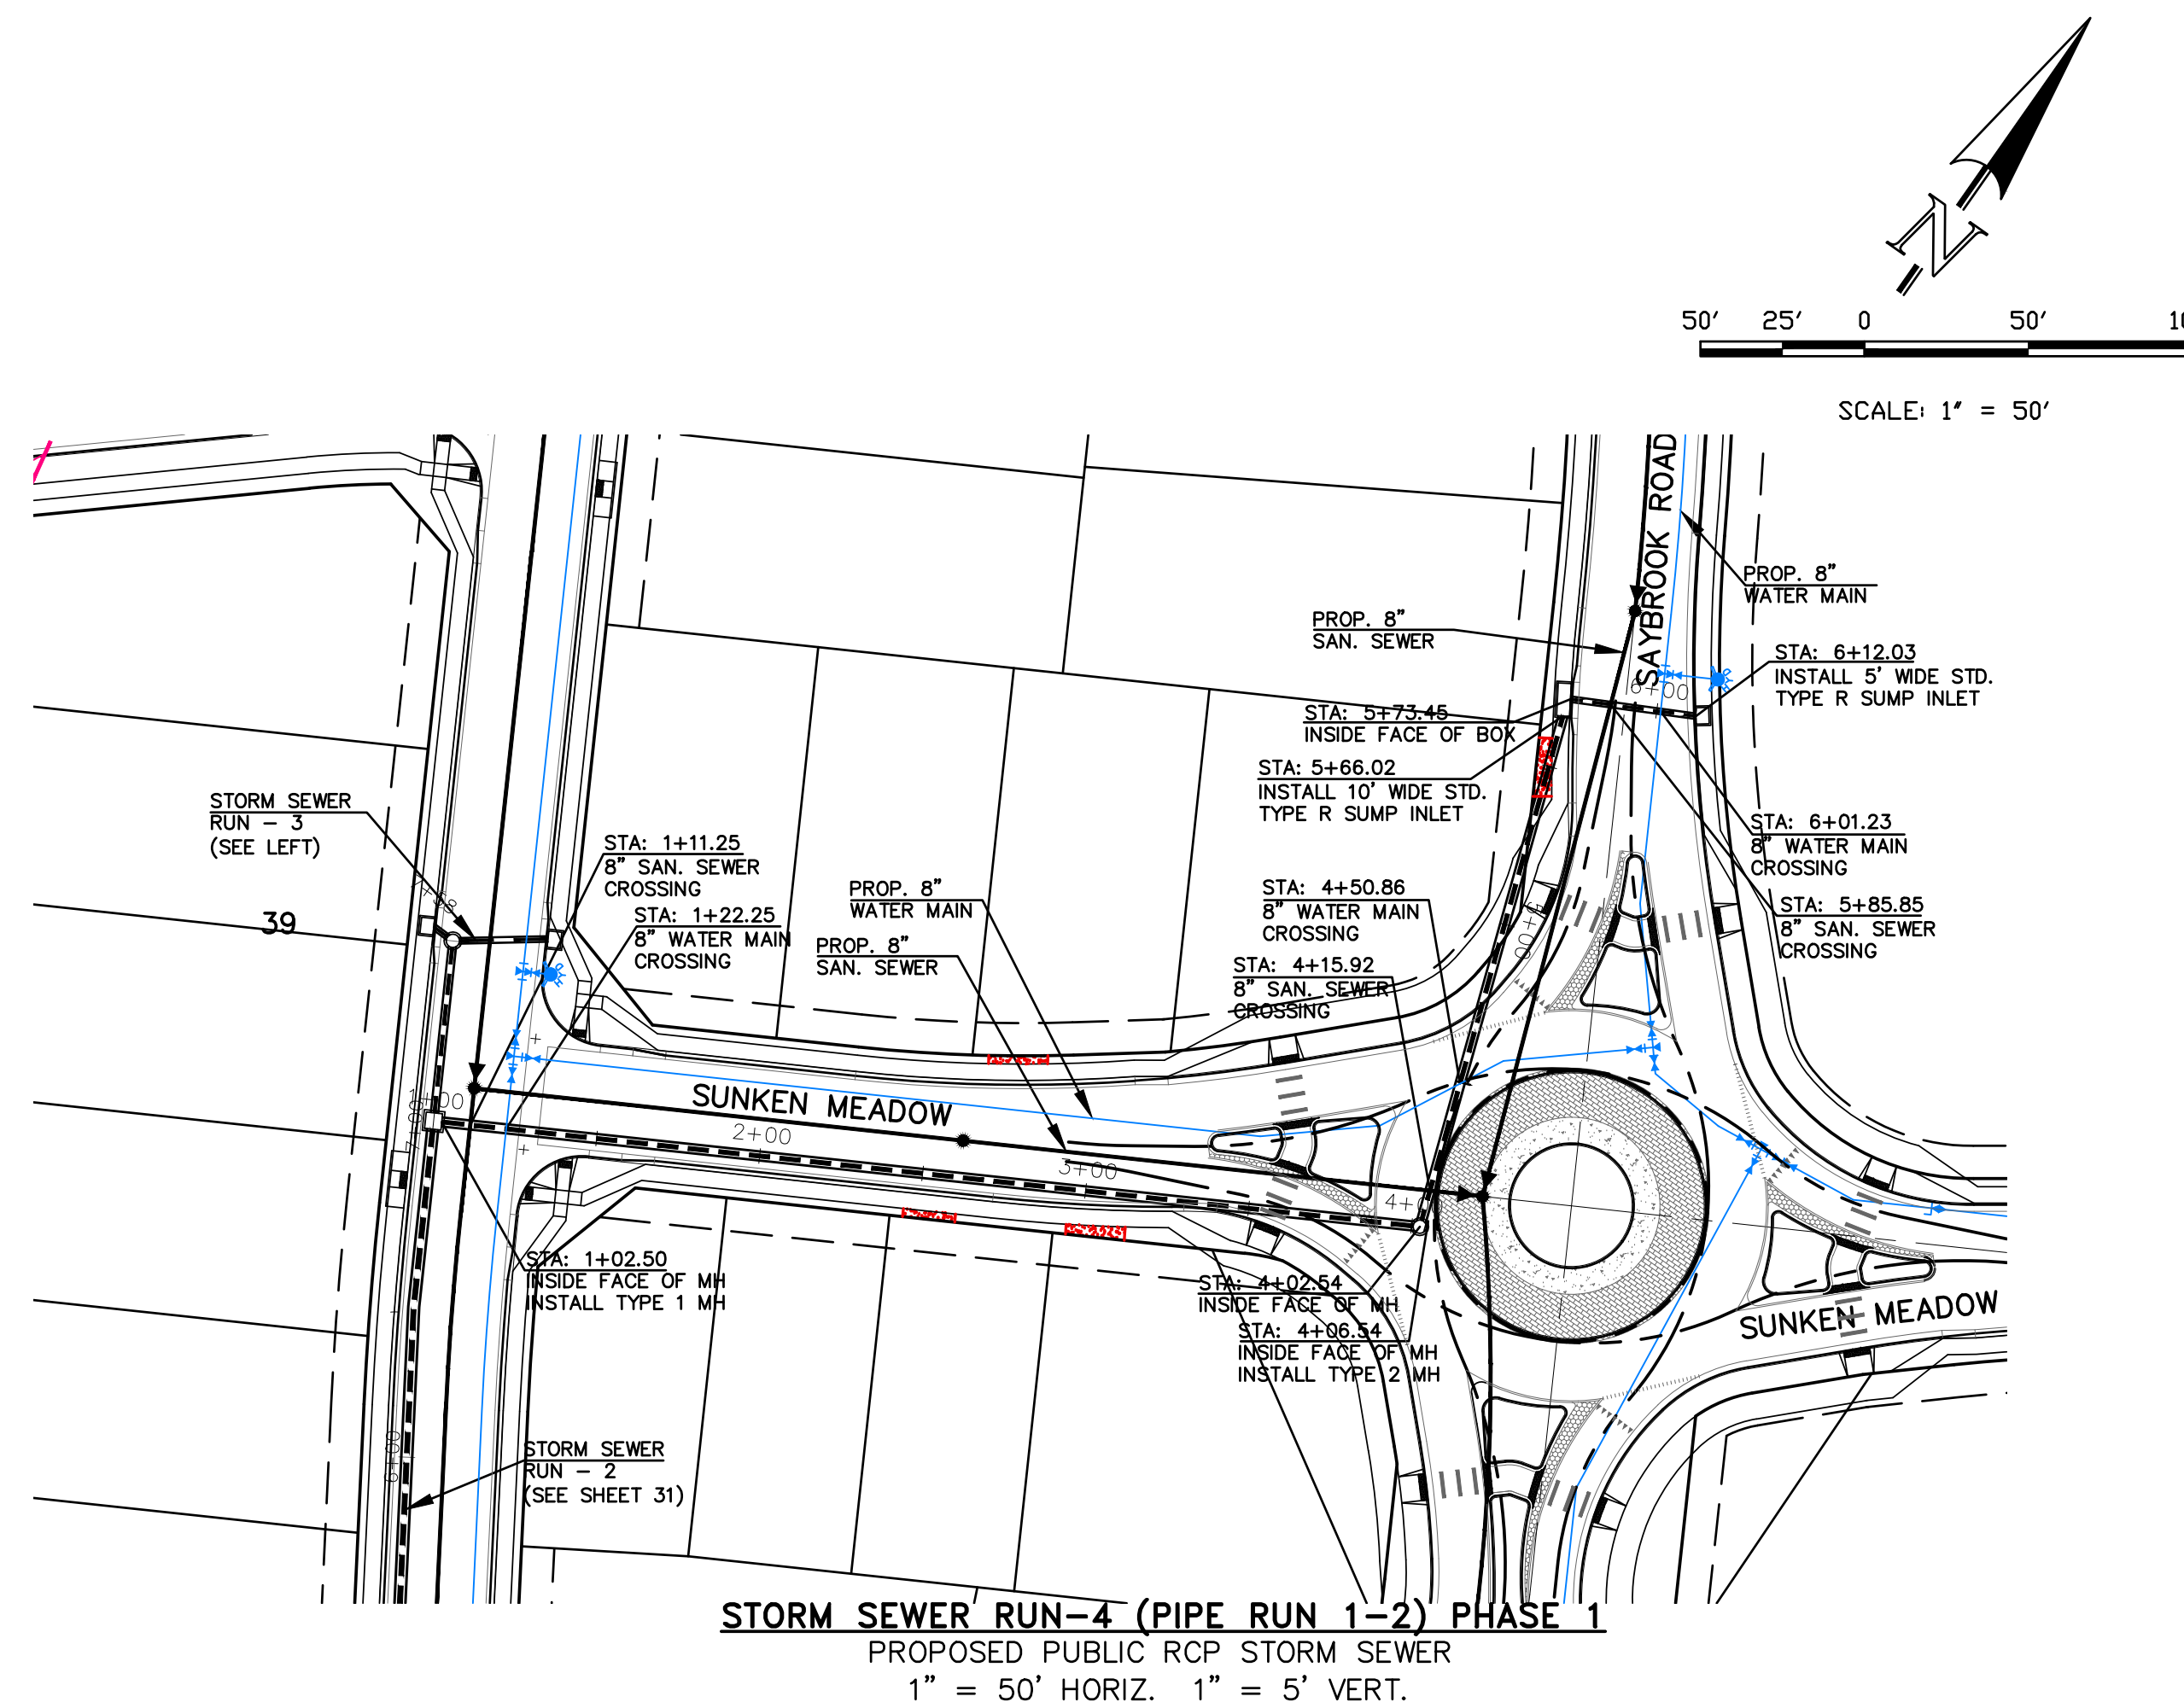 N
50' 25' 0 50'
SCALE: 1" = 50'
SAYBROOK ROAD
PROP. 8"
WATER MAIN
PROP. 8"
SAN. SEWER
STA: 6+12.03
INSTALL 5' WIDE STD.
TYPE R SUMP INLET
HYD
6+00
STA: 5+73.45
INSIDE FACE OF BOX
STA: 5+66.02
INSTALL 10' WIDE STD.
TYPE R SUMP INLET
STORM SEWER
RUN - 3
(SEE LEFT)
STA: 1+11.25
8" SAN. SEWER
CROSSING
STA: 6+01.23
8" WATER MAIN
CROSSING
39
STA: 1+22.25
8" WATER MAIN
CROSSING
PROP. 8"
WATER MAIN
PROP. 8"
SAN. SEWER
STA: 4+50.86
8" WATER MAIN
CROSSING
STA: 5+85.85
8" SAN. SEWER
CROSSING
STA: 4+15.92
8" SAN. SEWER
CROSSING
HYD
1+00
7+00
SUNKEN MEADOW
2+00
3+00
STA: 1+02.50
INSIDE FACE OF MH
INSTALL TYPE 1 MH
STA: 4+02.54
INSIDE FACE OF MH
STA: 4+06.54
INSIDE FACE OF MH
INSTALL TYPE 2 MH
SUNKEN MEADOW
6+00
STORM SEWER
RUN - 2
(SEE SHEET 31)
STORM SEWER RUN-4 (PIPE RUN 1-2) PHASE 1
PROPOSED PUBLIC RCP STORM SEWER
1" = 50' HORIZ. 1" = 5' VERT.